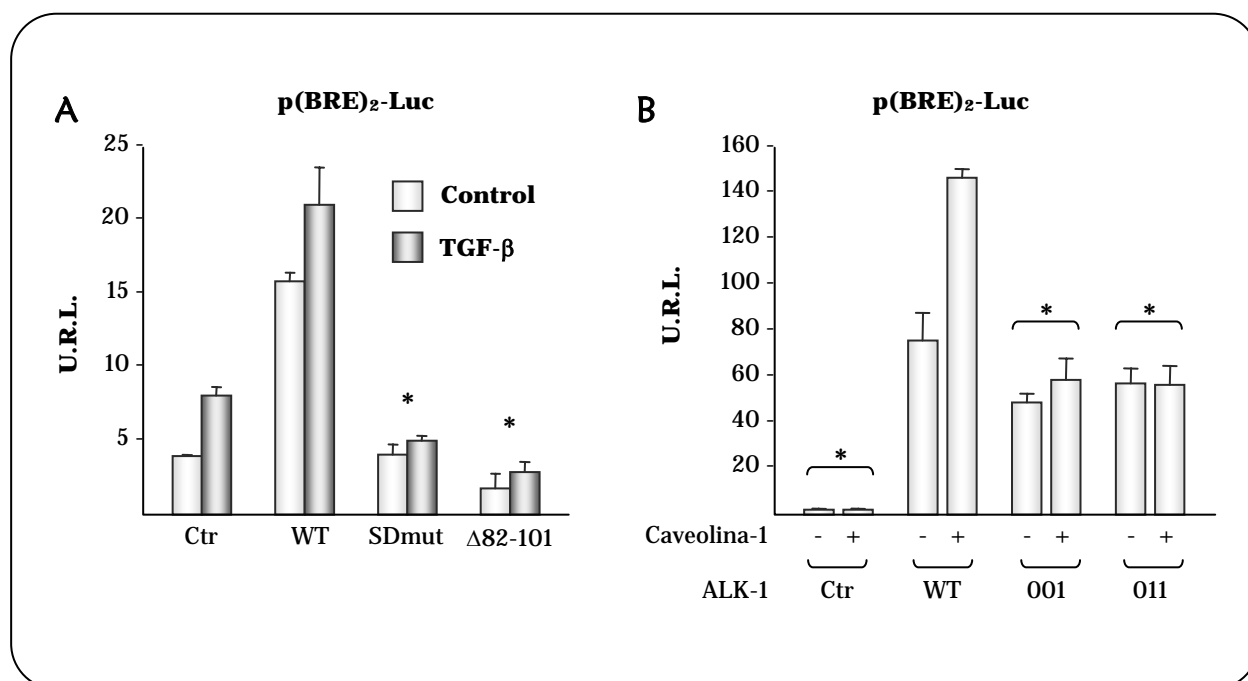 A
p(BRE)₂-Luc
25
20
15
10
5
U.R.L.
Control
TGF-β
*
*
Ctr WT SDmut Δ82-101
B
p(BRE)₂-Luc
160
140
120
100
80
60
40
20
U.R.L.
*
*
*
Caveolina-1 - + - + - + - +
ALK-1 Ctr WT 001 011